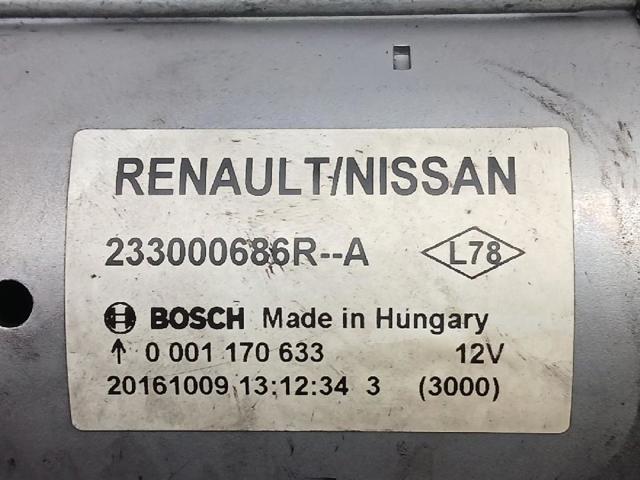 RENAULT/NISSAN
233000686R--A L78
BOSCH Made in Hungary
↑ 0 001 170 633 12V
20161009 13:12:34 3 (3000)